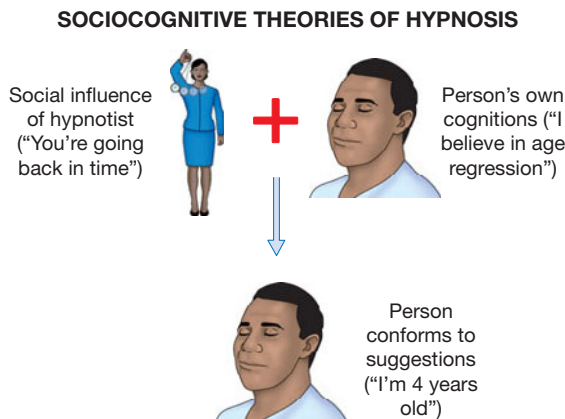 SOCIOCOGNITIVE THEORIES OF HYPNOSIS
Social influence
of hypnotist
(“You’re going
back in time”)
Person’s own
cognitions (“I
believe in age
regression”)
Person
conforms to
suggestions
(“I’m 4 years
old”)